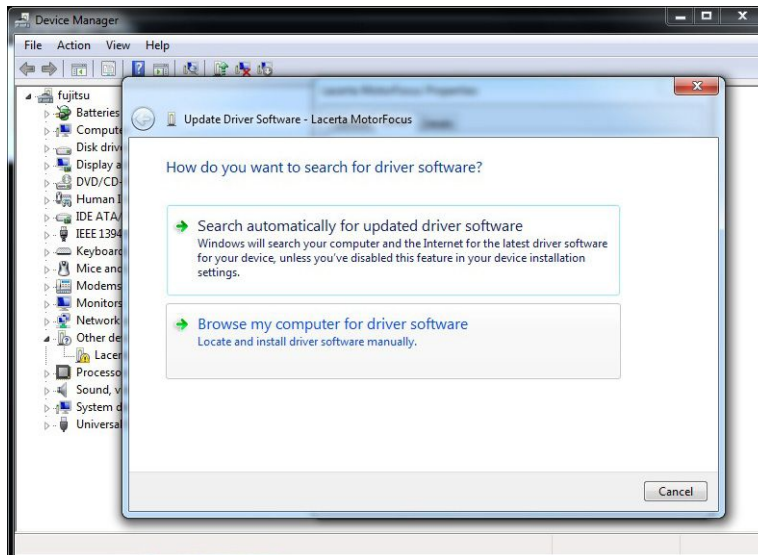 Device Manager
File Action View Help
fujitsu
Batteries
Compute
Disk driv
Display a
DVD/CD-
Human I
IDE ATA/
IEEE 1394
Keyboard
Mice and
Modems
Monitors
Network
Other de
Lacer
Processo
Sound, v
System d
Universal
Lacerta MotorFocus Properties
Update Driver Software - Lacerta MotorFocus
How do you want to search for driver software?
Search automatically for updated driver software
Windows will search your computer and the Internet for the latest driver software
for your device, unless you've disabled this feature in your device installation
settings.
Browse my computer for driver software
Locate and install driver software manually.
Cancel